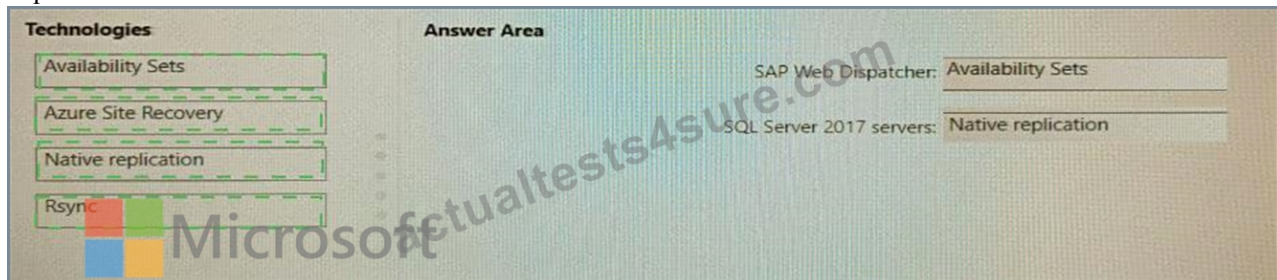 Technologies
Answer Area
Availability Sets
SAP Web Dispatcher: Availability Sets
Azure Site Recovery
SQL Server 2017 servers: Native replication
Native replication
Rsync
Microsoft
actualtests4sure.com